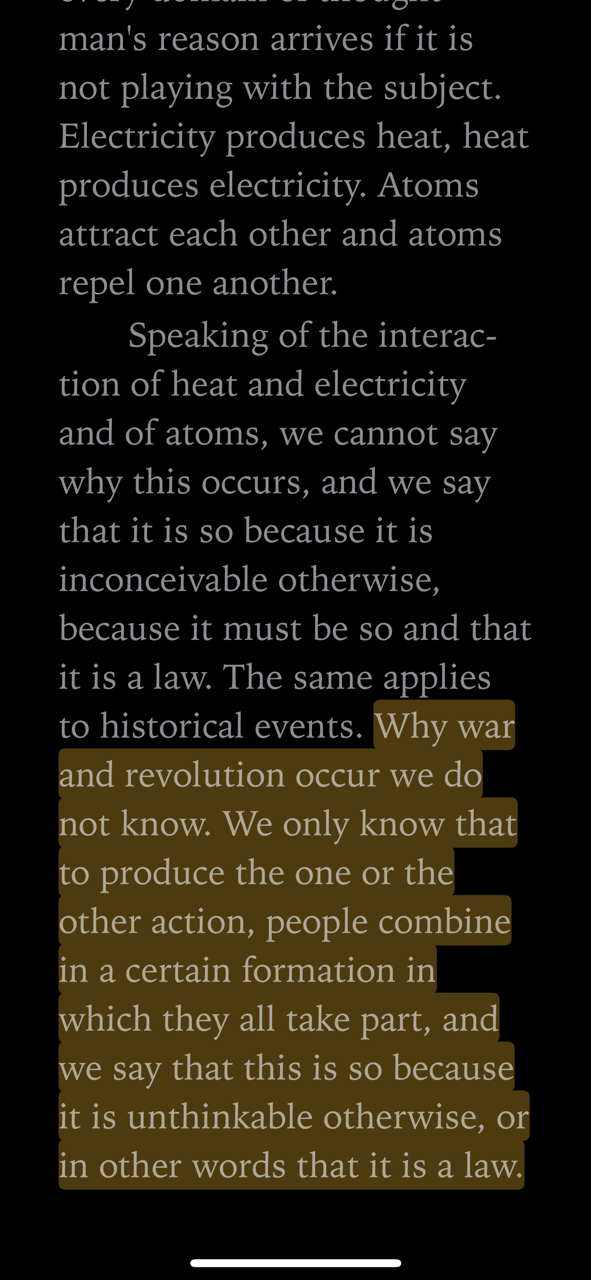 every domain of thought
man's reason arrives if it is
not playing with the subject.
Electricity produces heat, heat
produces electricity. Atoms
attract each other and atoms
repel one another.
Speaking of the interac-
tion of heat and electricity
and of atoms, we cannot say
why this occurs, and we say
that it is so because it is
inconceivable otherwise,
because it must be so and that
it is a law. The same applies
to historical events. Why war
and revolution occur we do
not know. We only know that
to produce the one or the
other action, people combine
in a certain formation in
which they all take part, and
we say that this is so because
it is unthinkable otherwise, or
in other words that it is a law.